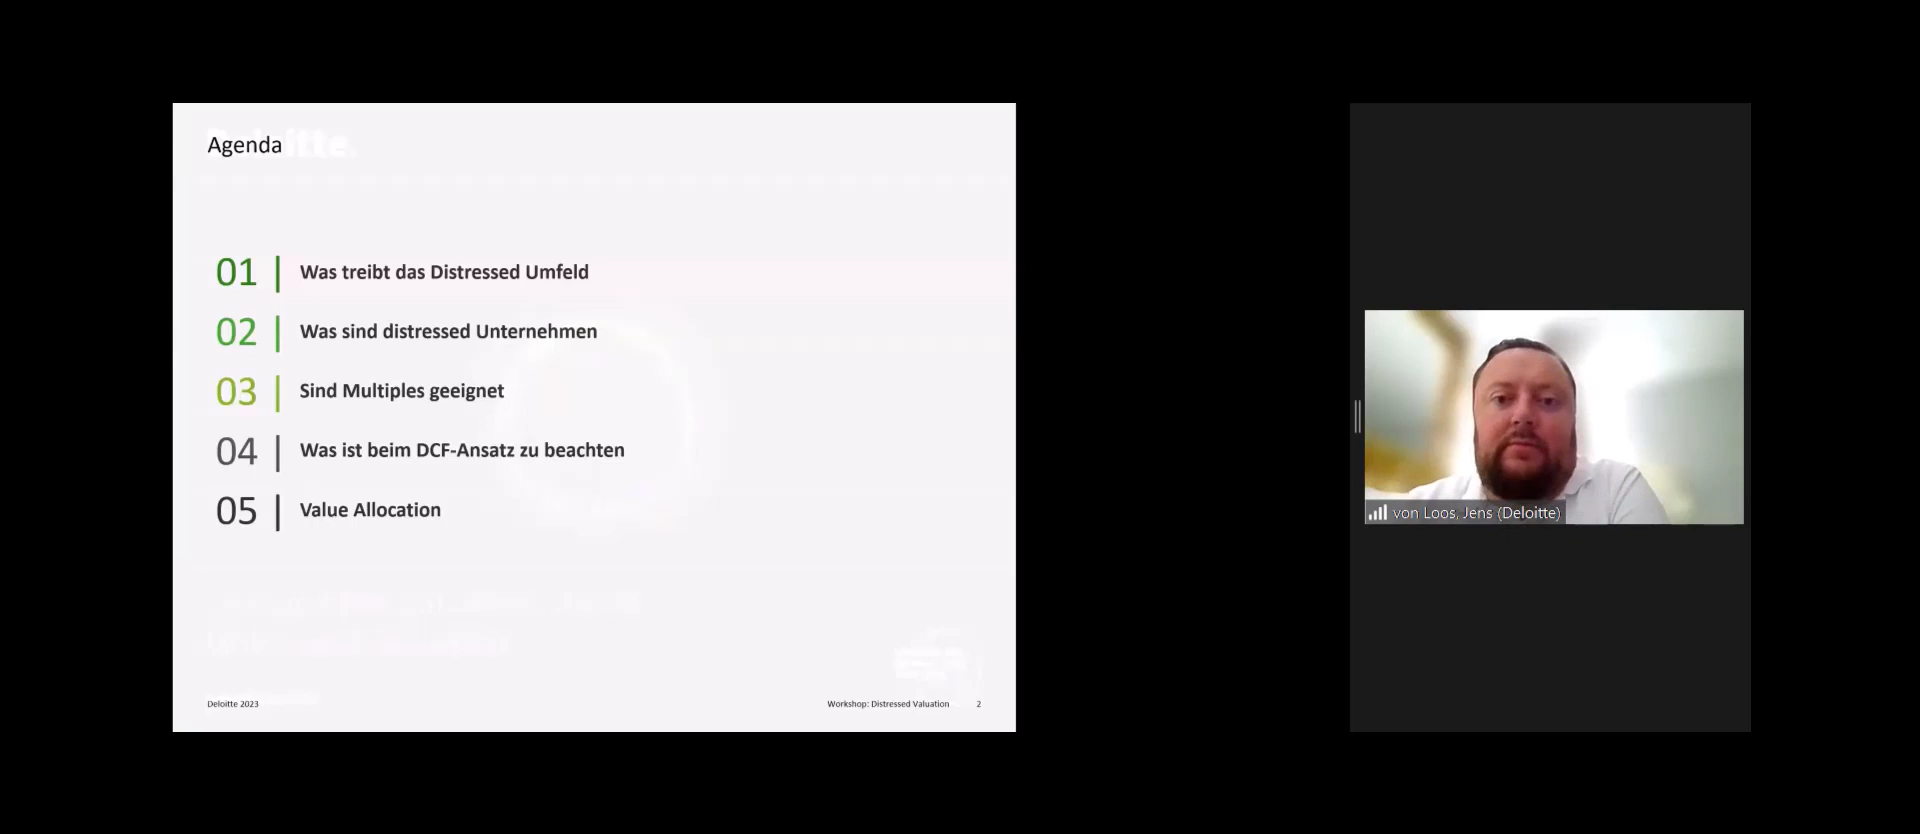 Agenda
01 Was treibt das Distressed Umfeld
02 Was sind distressed Unternehmen
03 Sind Multiples geeignet
04 Was ist beim DCF-Ansatz zu beachten
05 Value Allocation
Deloitte 2023
Workshop: Distressed Valuation 2
von Loos, Jens (Deloitte)